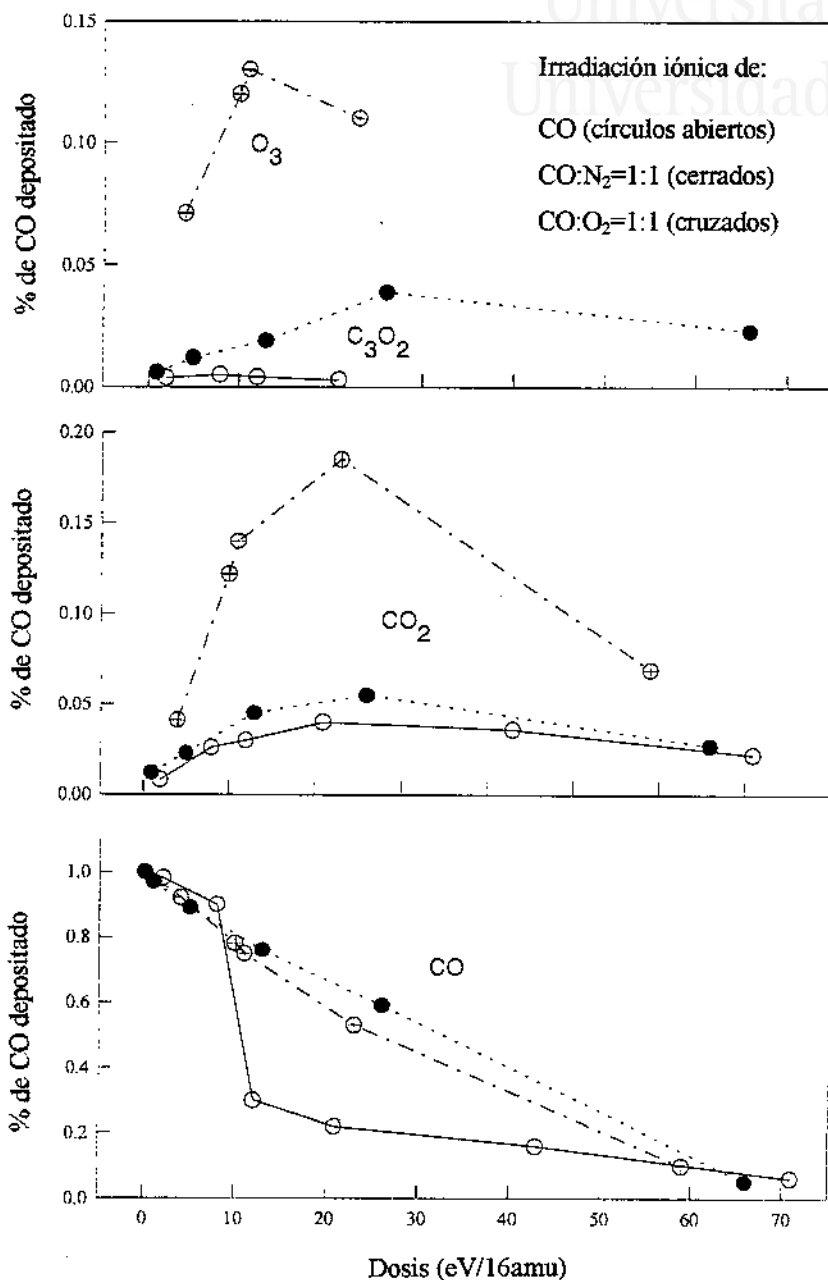 Universita
Universidad
0.15
0.10
0.05
0.00
% de CO depositado
Irradiación iónica de:
CO (círculos abiertos)
CO:N₂=1:1 (cerrados)
CO:O₂=1:1 (cruzados)
O₃
C₃O₂
0.20
0.15
0.10
0.05
0.00
% de CO depositado
CO₂
1.0
0.8
0.6
0.4
0.2
0.0
% de CO depositado
CO
0 10 20 30 40 50 60 70
Dosis (eV/16amu)